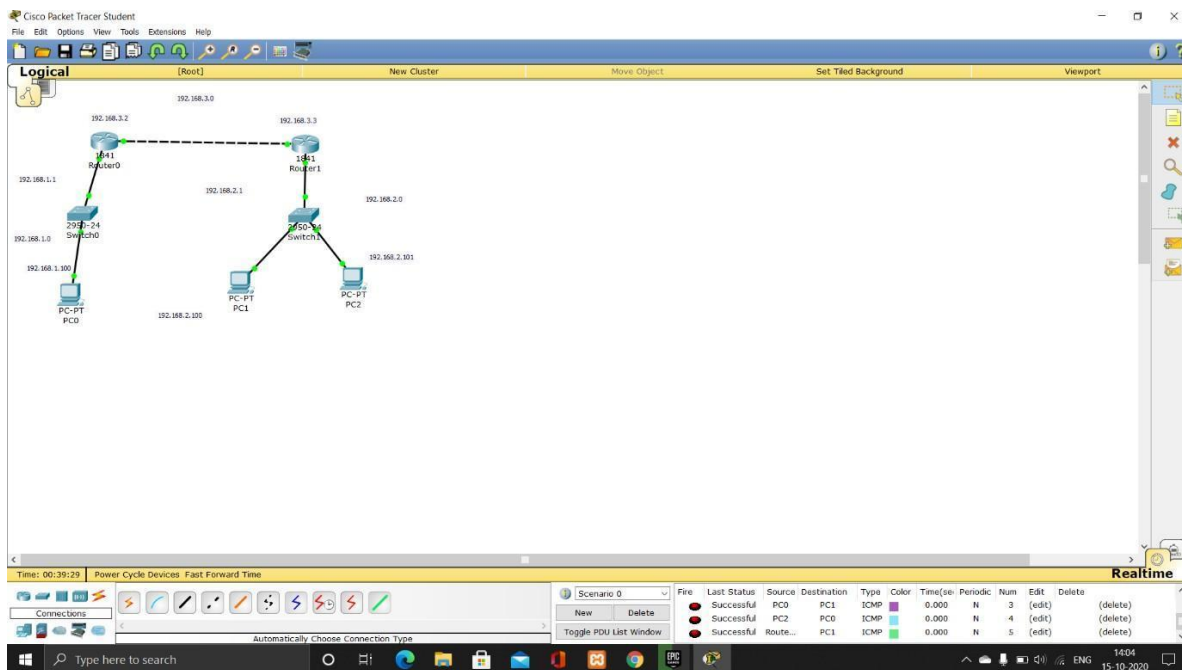 Cisco Packet Tracer Student
File Edit Options View Tools Extensions Help
Logical [Root] New Cluster Move Object Set Tiled Background Viewport
192.168.3.0
192.168.3.2
192.168.3.3
1841
Router0
1841
Router1
192.168.1.1
192.168.2.1
192.168.2.0
2950-24
Switch0
2950-24
Switch1
192.168.1.0
192.168.2.101
192.168.1.100
PC-PT
PC0
PC-PT
PC1
PC-PT
PC2
192.168.2.100
Time: 00:39:29 Power Cycle Devices Fast Forward Time Realtime
Connections
Automatically Choose Connection Type
Scenario 0
New Delete
Toggle PDU List Window
Fire Last Status Source Destination Type Color Time(se Periodic Num Edit Delete
Successful PC0 PC1 ICMP 0.000 N 3 (edit) (delete)
Successful PC2 PC0 ICMP 0.000 N 4 (edit) (delete)
Successful Route... PC1 ICMP 0.000 N 5 (edit) (delete)
Type here to search
EPIC
ENG
14:04
15-10-2020